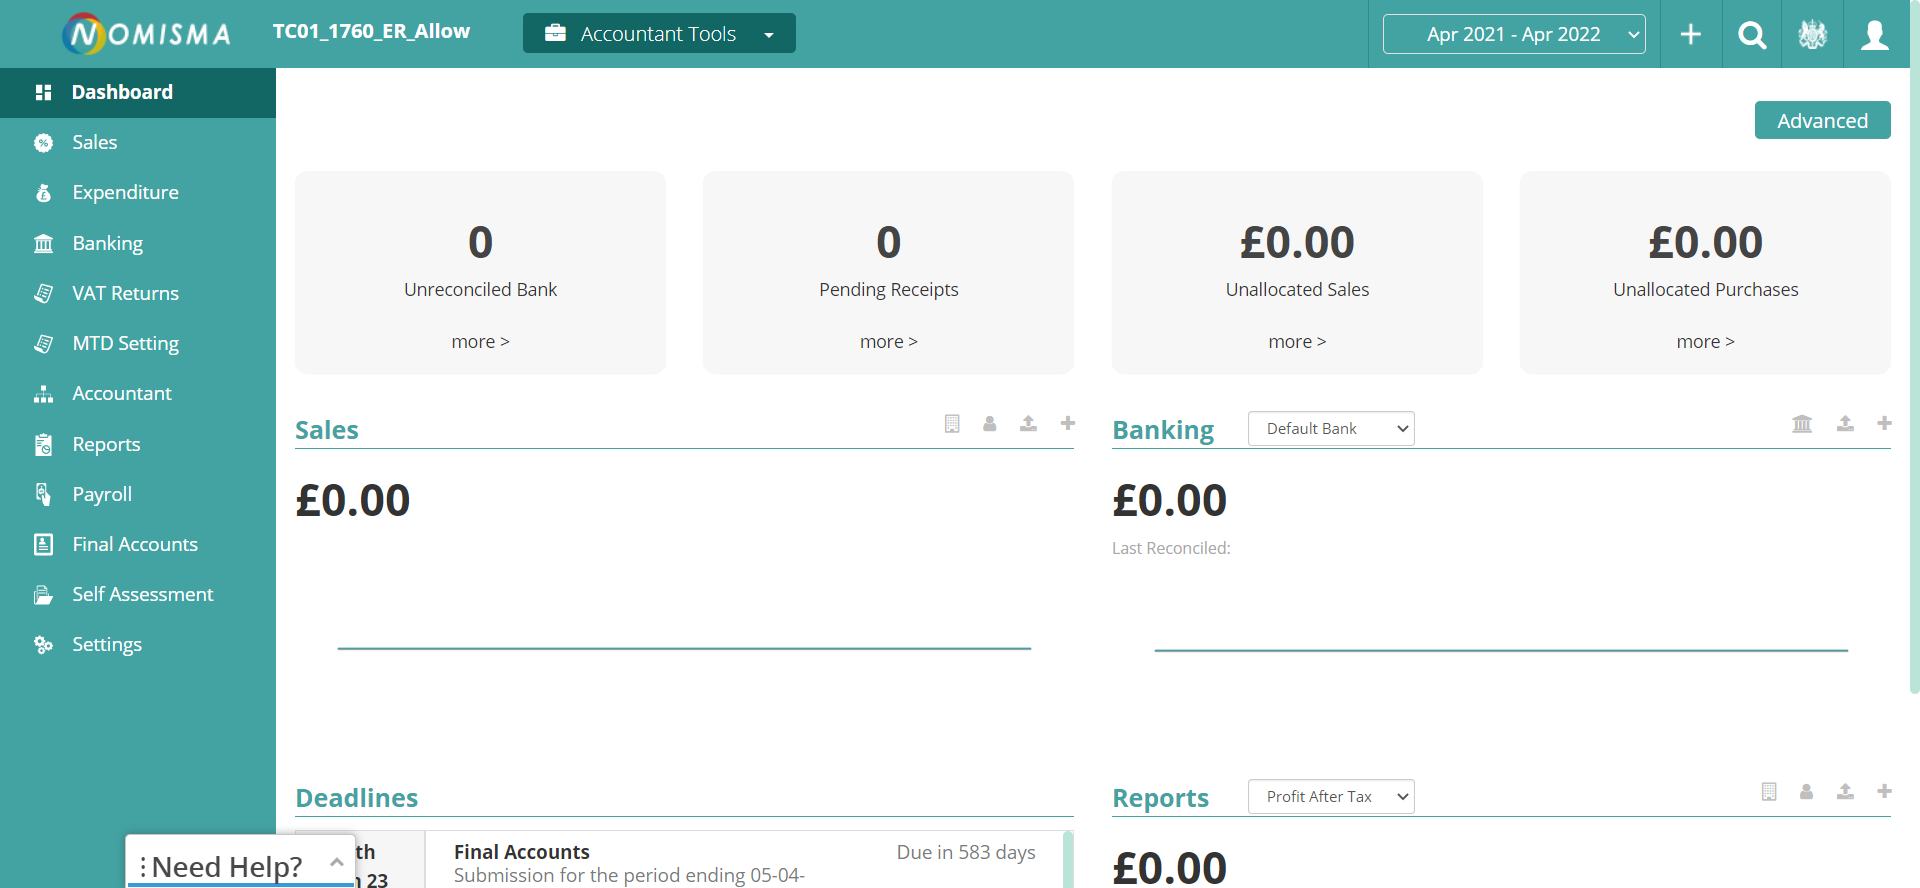 NOMISMA
TC01_1760_ER_Allow
Accountant Tools
Apr 2021 - Apr 2022
Dashboard
Sales
Expenditure
Banking
VAT Returns
MTD Setting
Accountant
Reports
Payroll
Final Accounts
Self Assessment
Settings
Advanced
0
Unreconciled Bank
more >
0
Pending Receipts
more >
£0.00
Unallocated Sales
more >
£0.00
Unallocated Purchases
more >
Sales
£0.00
Banking
Default Bank
£0.00
Last Reconciled:
Deadlines
th
23
Final Accounts
Due in 583 days
Submission for the period ending 05-04-
Reports
Profit After Tax
£0.00
Need Help?